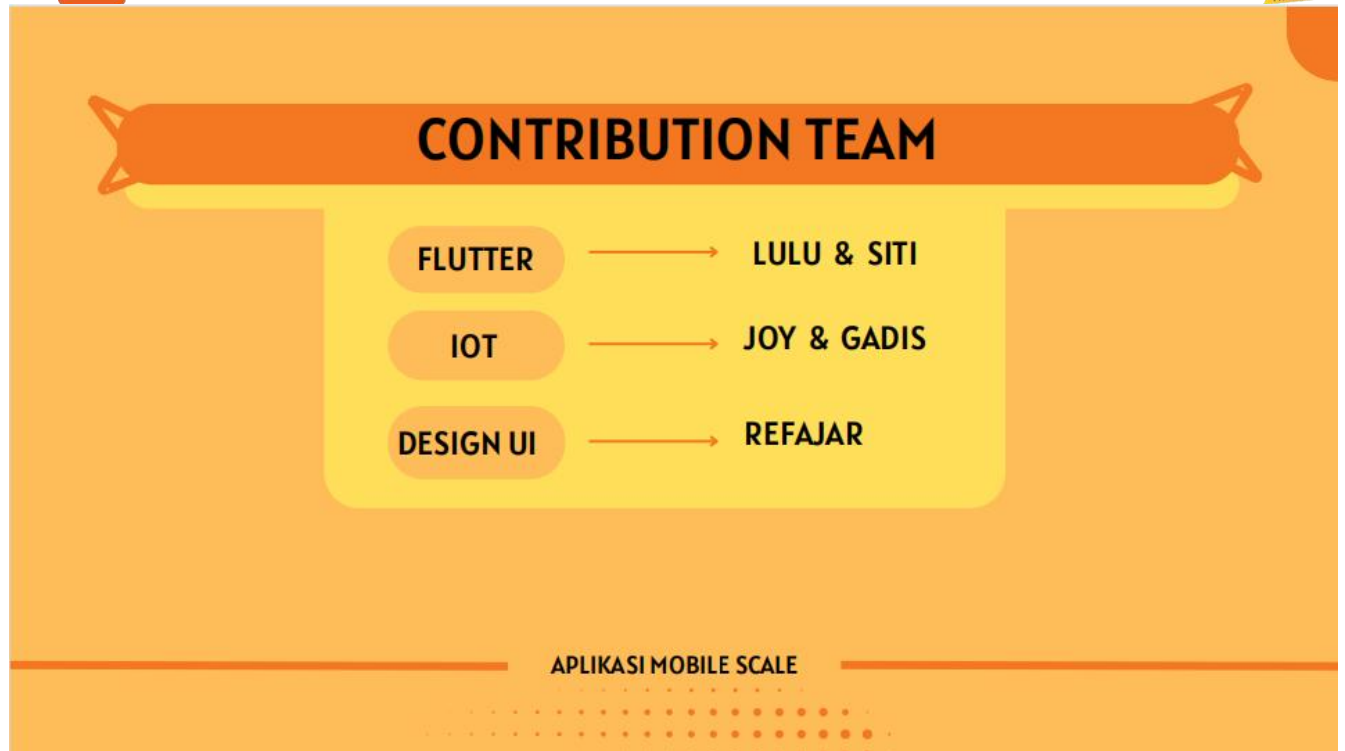 CONTRIBUTION TEAM
FLUTTER LULU & SITI
IOT JOY & GADIS
DESIGN UI REFAJAR
APLIKASI MOBILE SCALE